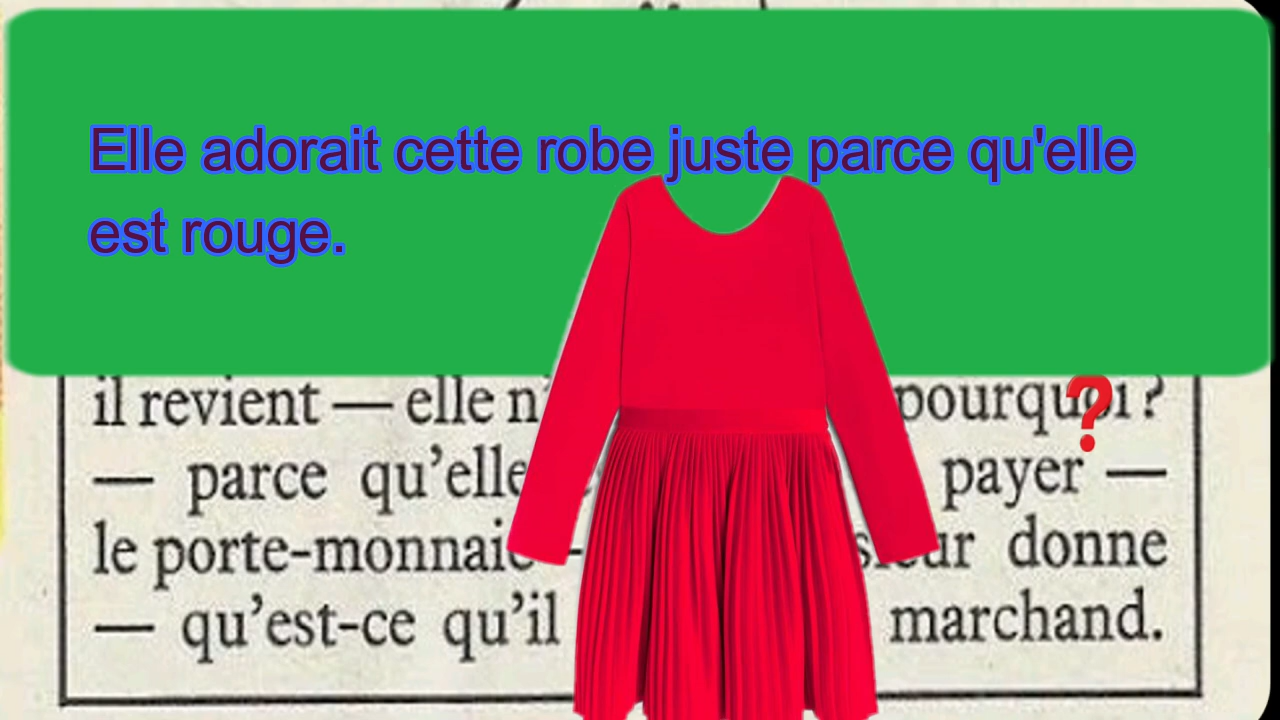 Elle adorait cette robe juste parce qu'elle
est rouge.
il revient — elle n' pourquoi ?
❓
— parce qu'elle payer —
le porte-monnaie donne
— qu'est-ce qu'il marchand.